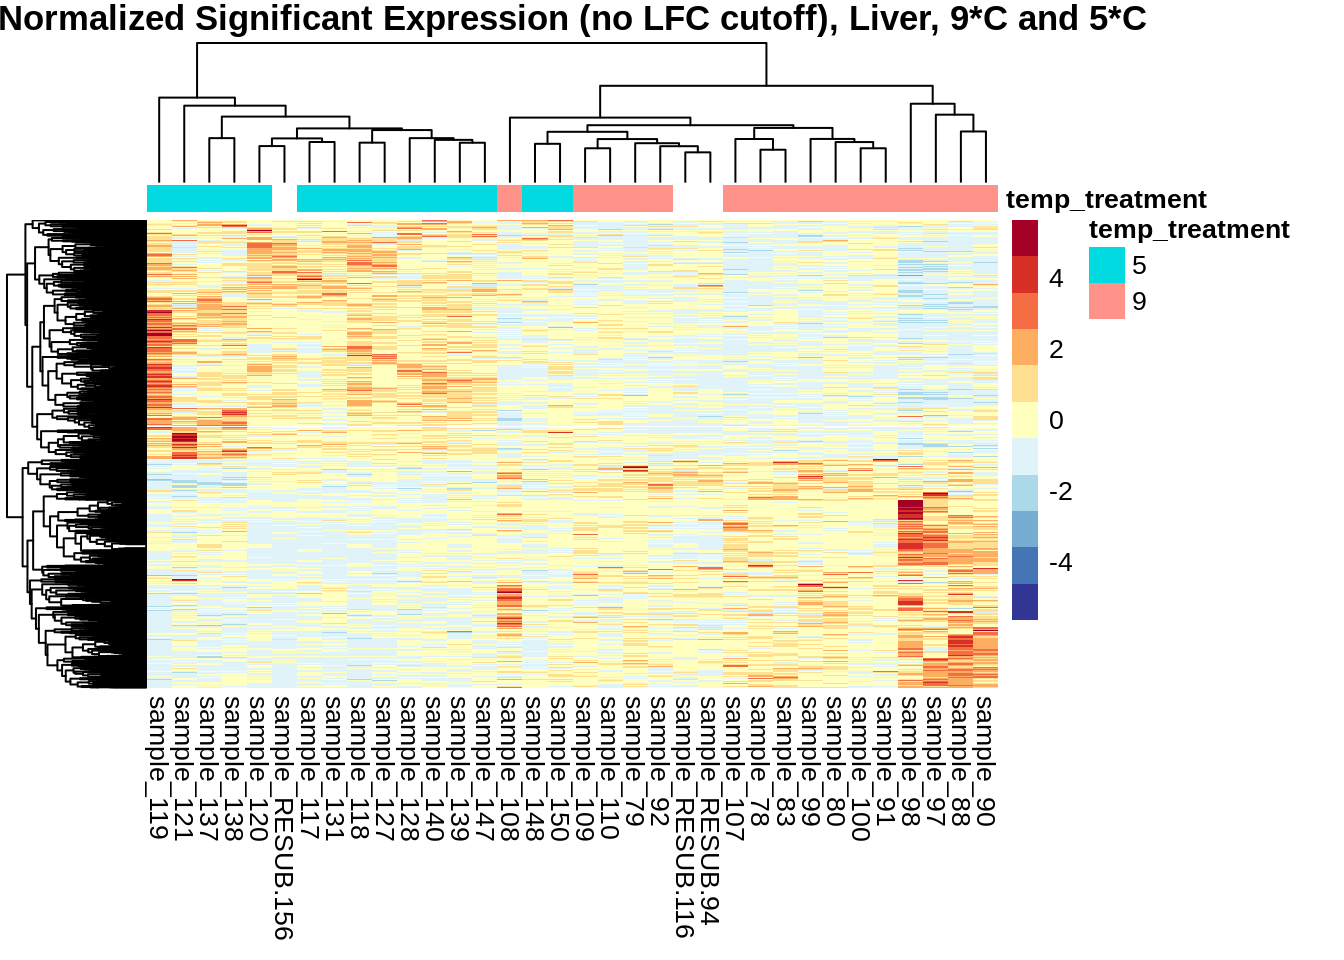 Normalized Significant Expression (no LFC cutoff), Liver, 9*C and 5*C
temp_treatment
temp_treatment
5
9
4
2
0
-2
-4
sample_119
sample_121
sample_137
sample_138
sample_120
sample_RESUB.156
sample_117
sample_131
sample_118
sample_127
sample_128
sample_140
sample_139
sample_147
sample_108
sample_148
sample_150
sample_109
sample_110
sample_79
sample_92
sample_RESUB.116
sample_RESUB.94
sample_107
sample_78
sample_83
sample_99
sample_80
sample_100
sample_91
sample_98
sample_97
sample_88
sample_90